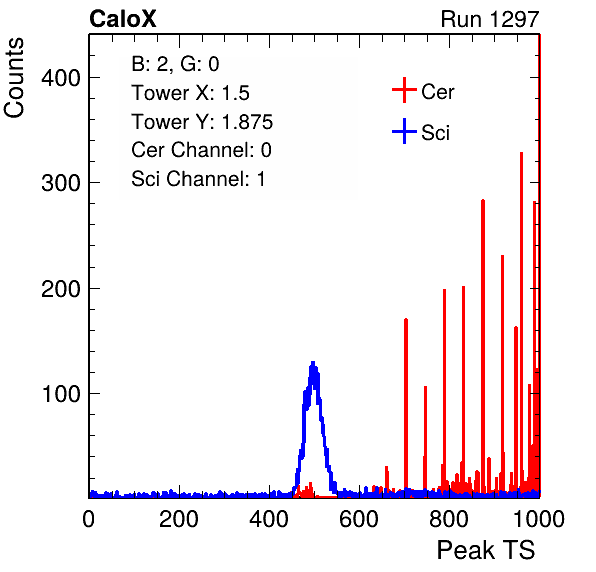 CaloX
Run 1297
Counts
B: 2, G: 0
Tower X: 1.5
Tower Y: 1.875
Cer Channel: 0
Sci Channel: 1
Cer
Sci
400
300
200
100
0 200 400 600 800 1000
Peak TS